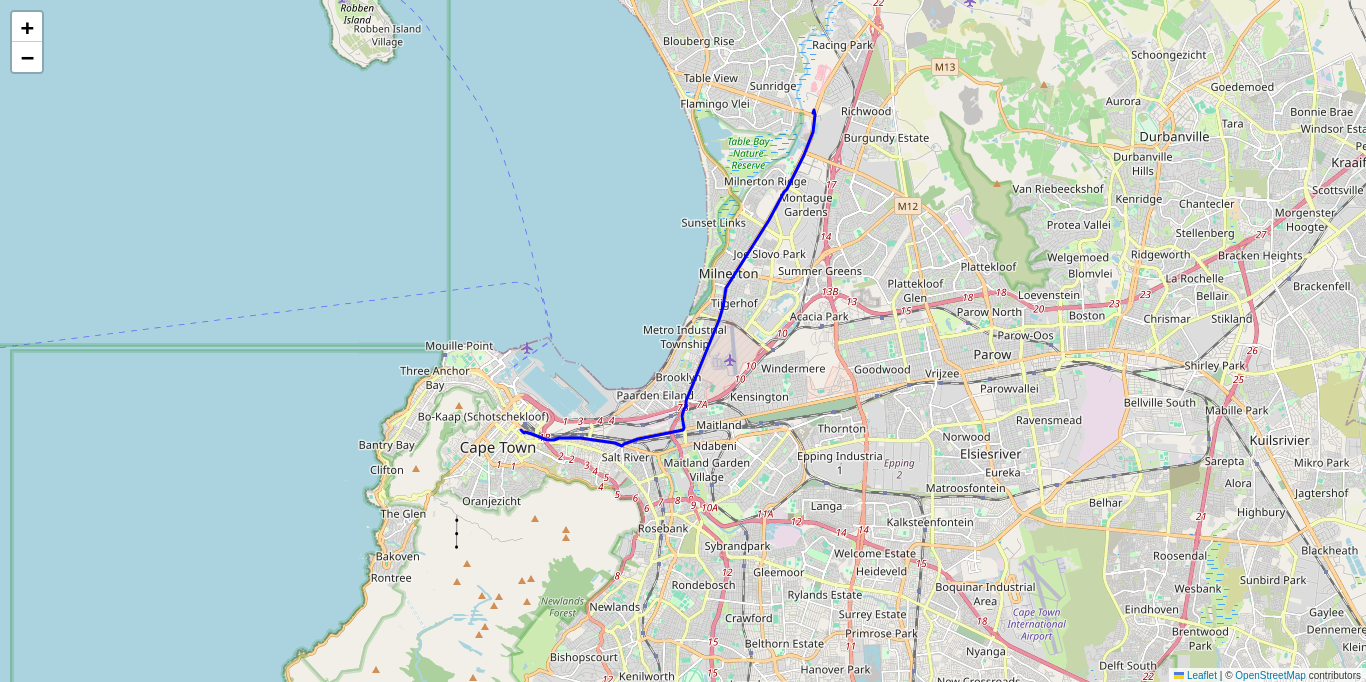 +
−
Robben
Island
Robben Island
Village
Blouberg Rise
Racing Park
22
M13
Schoongezicht
Table View
Sunridge
Goedemoed
Flamingo Vlei
Richwood
Aurora
Bonnie Brae
Tara
Windsor Esta
Burgundy Estate
Durbanville
Table Bay
Nature
Reserve
Durbanville
Hills
Kraaif
Milnerton Ridge
17
Van Riebeeckshof
Scottsville
Montague
Gardens
M12
Kenridge
Chantecler
Morgenster
Hoogte
Sunset Links
Protea Vallei
Stellenberg
14
27
Joe Slovo Park
Welgemoed
Ridgeworth
Bracken Heights
Milnerton
Summer Greens
Plattekloof
Blomvlei
La Rochelle
Plattekloof
Glen
Brackenfell
13B
13
18
18
20
23
Tijgerhof
Loevenstein
Bellair
Acacia Park
Parow North
Boston
Chrismar
Stikland
Metro Industrial
Township
10
Parow-Oos
Mouille Point
Parow
Three Anchor
Bay
10
Windermere
Goodwood
Vrijzee
Shirley Park
Brooklyn
10
25
Paarden Eiland
Kensington
Parowvallei
7A
Bellville South
Mabille Park
26
Bo-Kaap (Schotschekloof)
1
3
4
4
Maitland
Thornton
Ravensmead
Norwood
Kuilsrivier
Bantry Bay
Cape Town
Ndabeni
Elsiesriver
Salt River
Epping Industria
1
Epping
2
Sarepta
Mikro Park
Clifton
1
1
2
2
3
4
5
4
5
6
Maitland Garden
Village
Eureka
Matroosfontein
Alora
Jagtershof
Oranjezicht
Langa
Belhar
Highbury
The Glen
6
7
8
9
10A
11A
12
14
Kalksteenfontein
21
Rosebank
Bakoven
Sybrandpark
Welcome Estate
15
Roosendal
Blackheath
Rontree
8
12
Gleemoor
Heideveld
Sunbird Park
Rondebosch
Rylands Estate
Boquinar Industrial
Area
Wesbank
Newlands
Forest
Newlands
Crawford
Surrey Estate
Cape Town
International
Airport
Eindhoven
Gaylee
Belthorn Estate
Primrose Park
Brentwood
Park
Dennemere
Bishopscourt
14
18
Nyanga
Delft South
Klein
Kenilworth
Hanover Park
New Crossroads
22
Leaflet | © OpenStreetMap contributors